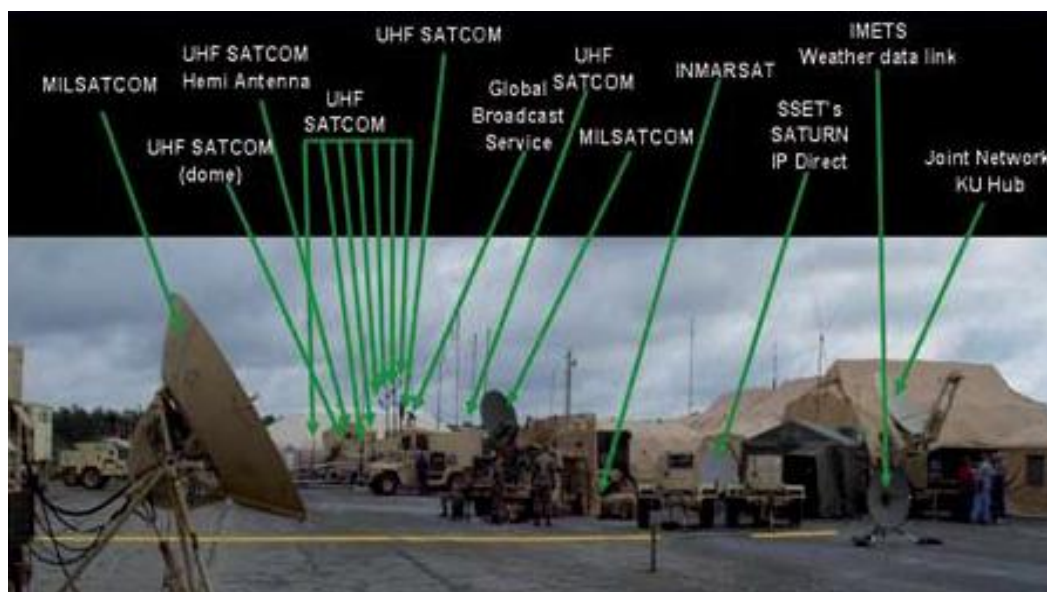 MILSATCOM
UHF SATCOM
Hemi Antenna
UHF SATCOM
(dome)
UHF
SATCOM
UHF SATCOM
Global
Broadcast
Service
UHF
SATCOM
MILSATCOM
INMARSAT
SSET's
SATURN
IP Direct
IMETS
Weather data link
Joint Network
KU Hub